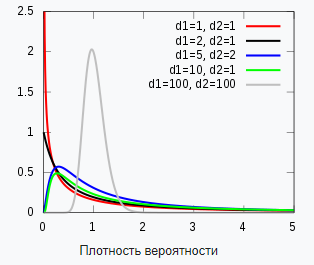 2.5
d1=1, d2=1
d1=2, d2=1
2
d1=5, d2=2
d1=10, d2=1
d1=100, d2=100
1.5
1
0.5
0
0 1 2 3 4 5
Плотность вероятности